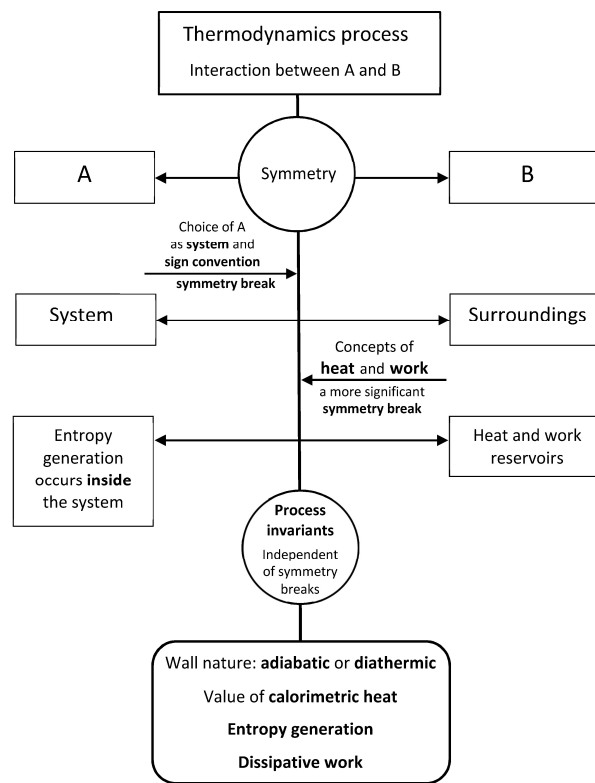 Thermodynamics process
Interaction between A and B
Symmetry
A
B
Choice of A
as system and
sign convention
symmetry break
System
Surroundings
Concepts of
heat and work
a more significant
symmetry break
Entropy
generation
occurs inside
the system
Heat and work
reservoirs
Process
invariants
Independent
of symmetry
breaks
Wall nature: adiabatic or diathermic
Value of calorimetric heat
Entropy generation
Dissipative work